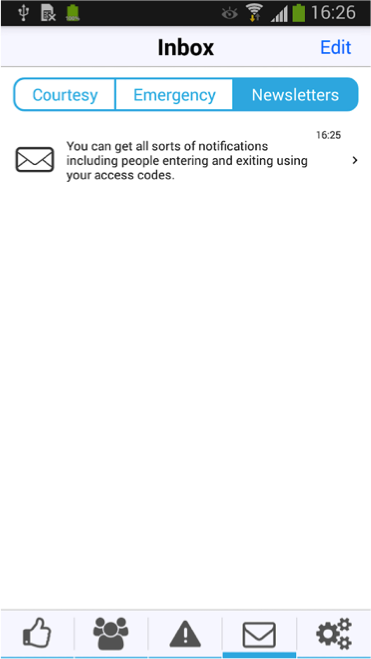 16:26
Inbox
Edit
Courtesy
Emergency
Newsletters
16:25
You can get all sorts of notifications
including people entering and exiting using
your access codes.